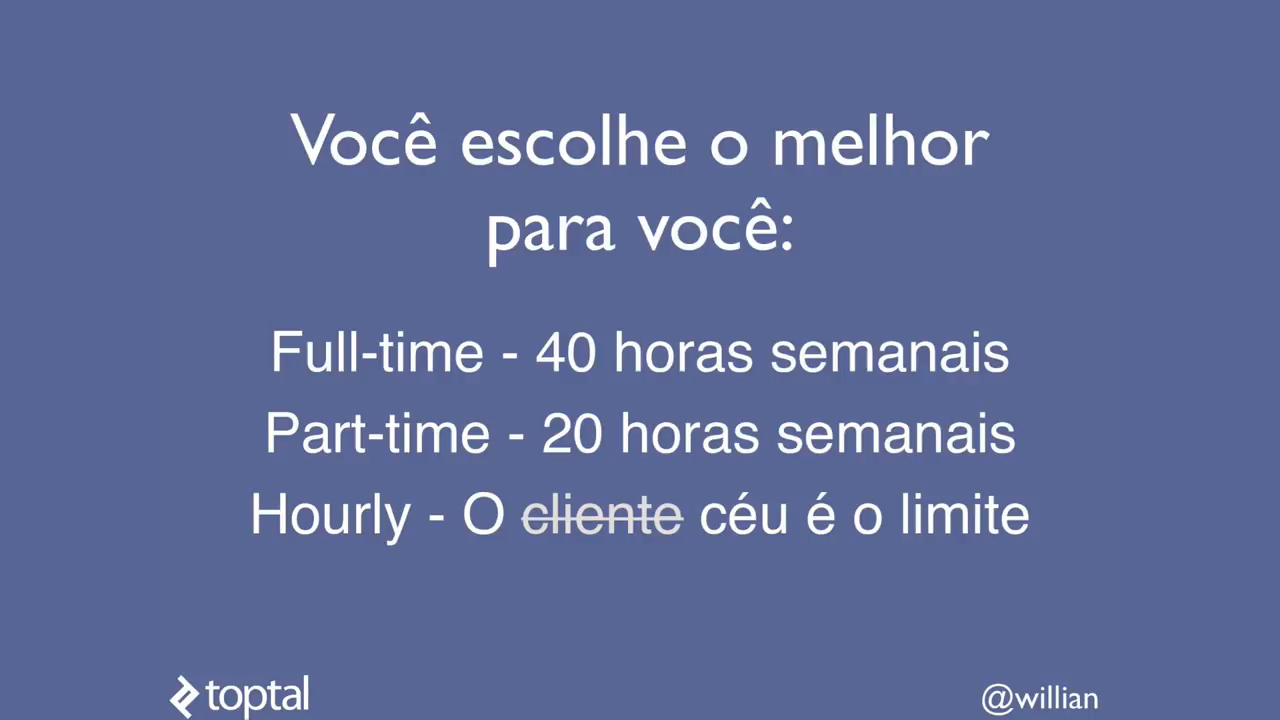 Você escolhe o melhor
para você:
Full-time - 40 horas semanais
Part-time - 20 horas semanais
Hourly - O cliente céu é o limite
toptal
@willian